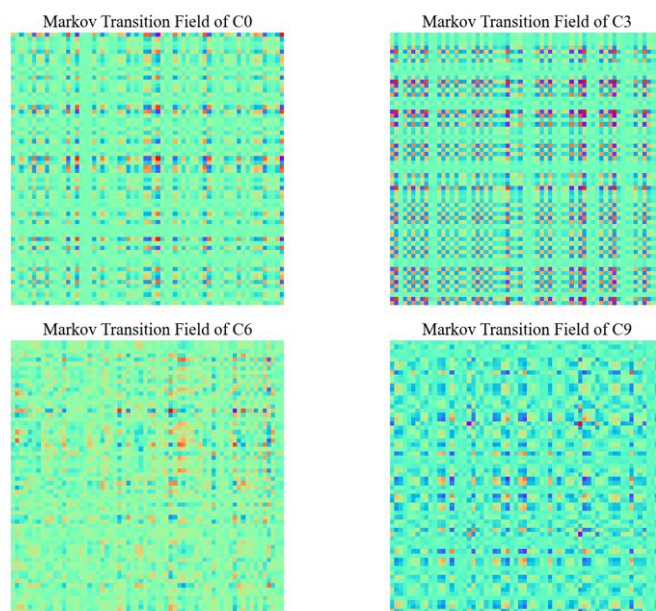 Markov Transition Field of C0
Markov Transition Field of C3
Markov Transition Field of C6
Markov Transition Field of C9